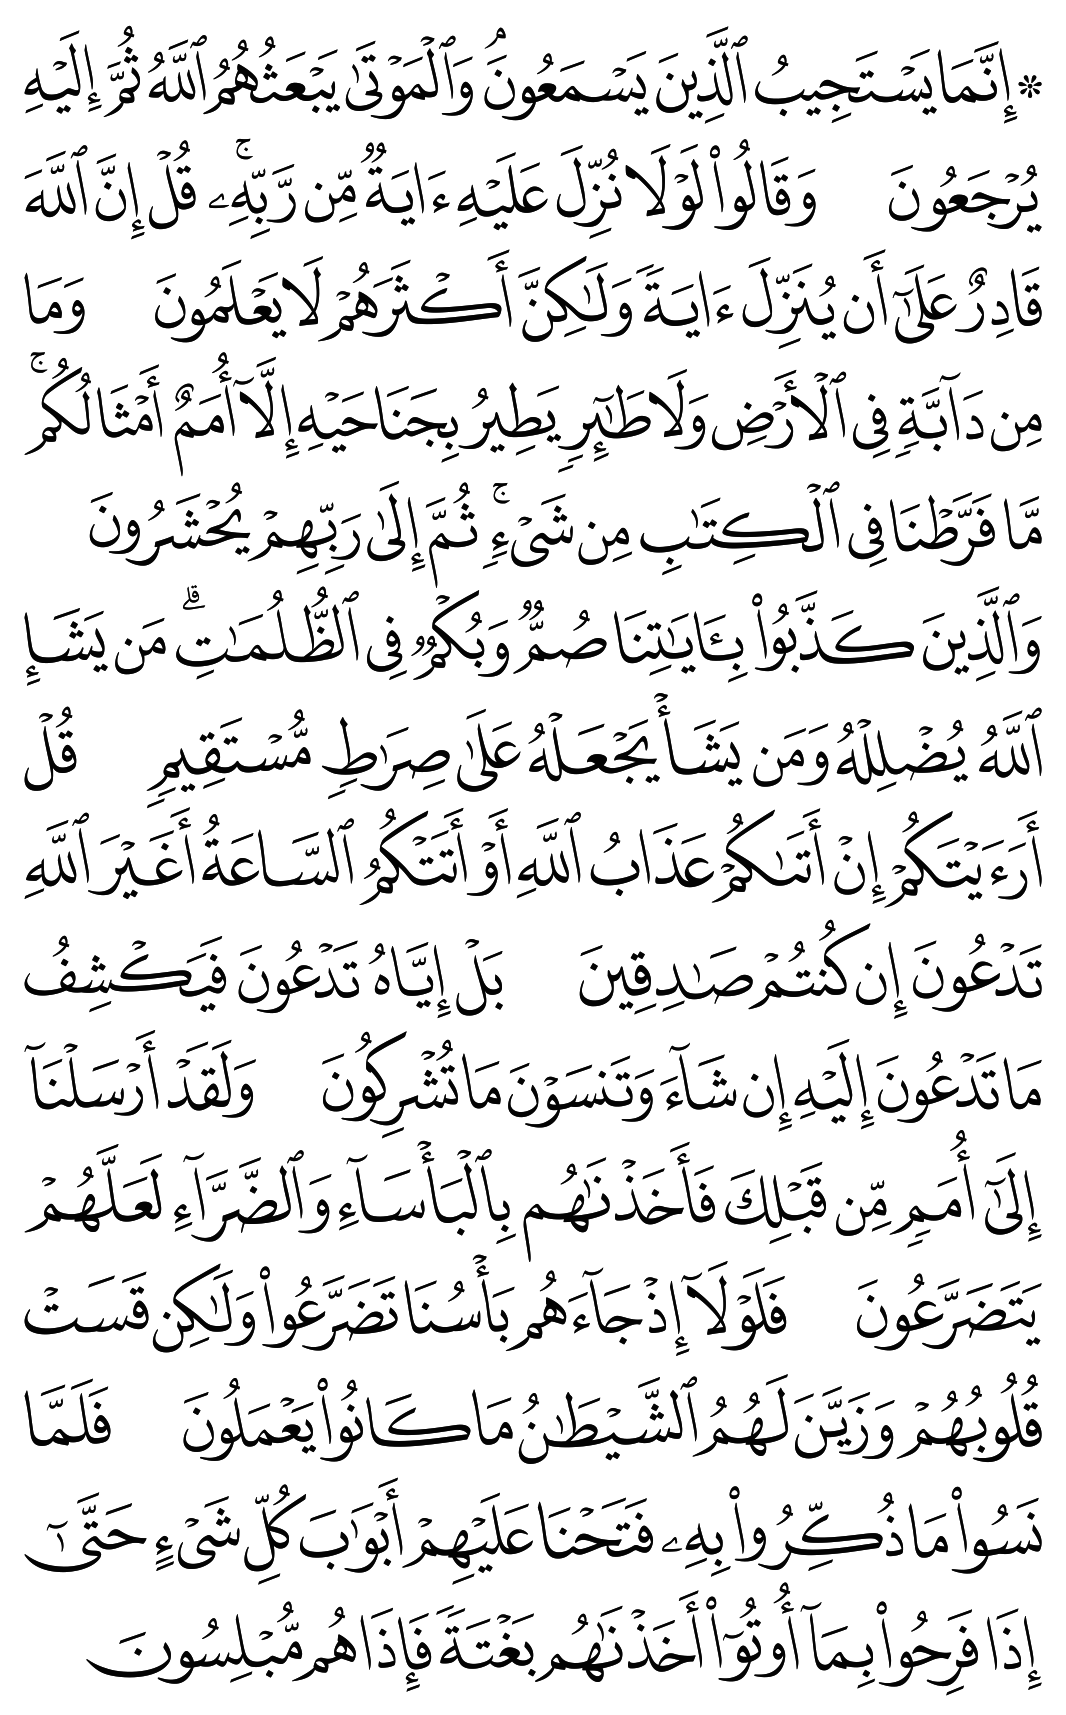 * إِنَّمَا يَسْتَجِيبُ ٱلَّذِينَ يَسْمَعُونَۘ وَٱلْمَوْتَىٰ يَبْعَثُهُمُ ٱللَّهُ ثُمَّ إِلَيْهِ
يُرْجَعُونَ وَقَالُوا۟ لَوْلَا نُزِّلَ عَلَيْهِ ءَايَةٌ مِّن رَّبِّهِۦۚ قُلْ إِنَّ ٱللَّهَ
قَادِرٌ عَلَىٰٓ أَن يُنَزِّلَ ءَايَةً وَلَـٰكِنَّ أَكْثَرَهُمْ لَا يَعْلَمُونَ وَمَا
مِن دَآبَّةٍ فِى ٱلْأَرْضِ وَلَا طَـٰٓئِرٍ يَطِيرُ بِجَنَاحَيْهِ إِلَّآ أُمَمٌ أَمْثَالُكُمۚ
مَّا فَرَّطْنَا فِى ٱلْكِتَـٰبِ مِن شَىْءٍۚ ثُمَّ إِلَىٰ رَبِّهِمْ يُحْشَرُونَ
وَٱلَّذِينَ كَذَّبُوا۟ بِـَٔايَـٰتِنَا صُمٌّ وَبُكْمٌ فِى ٱلظُّلُمَـٰتِۗ مَن يَشَإِ
ٱللَّهُ يُضْلِلْهُ وَمَن يَشَأْ يَجْعَلْهُ عَلَىٰ صِرَٰطٍ مُّسْتَقِيمٍ قُلْ
أَرَءَيْتَكُمْ إِنْ أَتَىٰكُمْ عَذَابُ ٱللَّهِ أَوْ أَتَتْكُمُ ٱلسَّاعَةُ أَغَيْرَ ٱللَّهِ
تَدْعُونَ إِن كُنتُمْ صَـٰدِقِينَ بَلْ إِيَّاهُ تَدْعُونَ فَيَكْشِفُ
مَا تَدْعُونَ إِلَيْهِ إِن شَآءَ وَتَنسَوْنَ مَا تُشْرِكُونَ وَلَقَدْ أَرْسَلْنَآ
إِلَىٰٓ أُمَمٍ مِّن قَبْلِكَ فَأَخَذْنَـٰهُم بِٱلْبَأْسَآءِ وَٱلضَّرَّآءِ لَعَلَّهُمْ
يَتَضَرَّعُونَ فَلَوْلَآ إِذْ جَآءَهُم بَأْسُنَا تَضَرَّعُوا۟ وَلَـٰكِن قَسَتْ
قُلُوبُهُمْ وَزَيَّنَ لَهُمُ ٱلشَّيْطَـٰنُ مَا كَانُوا۟ يَعْمَلُونَ فَلَمَّا
نَسُوا۟ مَا ذُكِّرُوا۟ بِهِۦ فَتَحْنَا عَلَيْهِمْ أَبْوَٰبَ كُلِّ شَىْءٍ حَتَّىٰٓ
إِذَا فَرِحُوا۟ بِمَآ أُوتُوٓا۟ أَخَذْنَـٰهُم بَغْتَةً فَإِذَا هُم مُّبْلِسُونَ